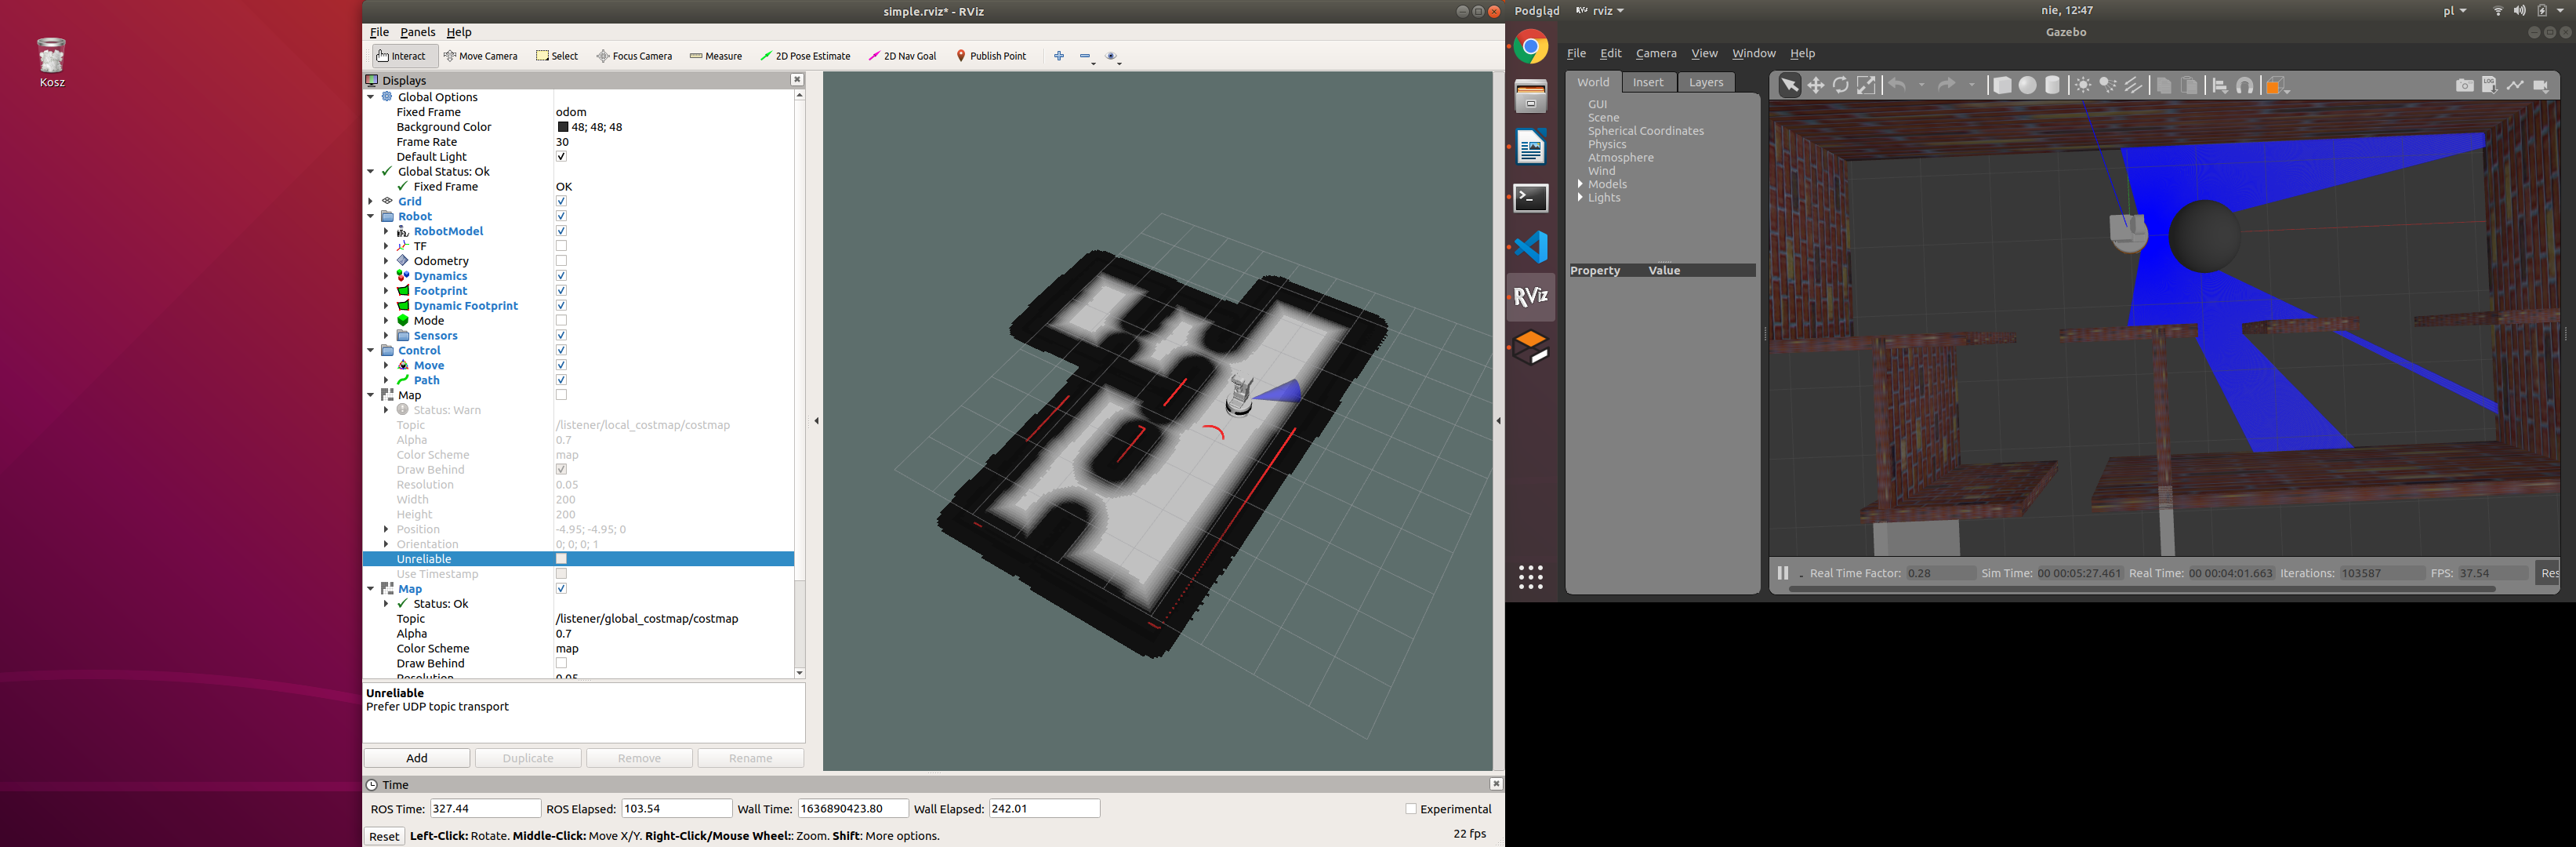 Kosz
simple.rviz* - RViz
File Panels Help
Interact Move Camera Select Focus Camera Measure 2D Pose Estimate 2D Nav Goal Publish Point
Displays
Global Options
Fixed Frame odom
Background Color 48; 48; 48
Frame Rate 30
Default Light
Global Status: Ok
Fixed Frame OK
Grid
Robot
RobotModel
TF
Odometry
Dynamics
Footprint
Dynamic Footprint
Mode
Sensors
Control
Move
Path
Map
Status: Warn
Topic /listener/local_costmap/costmap
Alpha 0.7
Color Scheme map
Draw Behind
Resolution 0.05
Width 200
Height 200
Position -4.95; -4.95; 0
Orientation 0; 0; 0; 1
Unreliable
Use Timestamp
Map
Status: Ok
Topic /listener/global_costmap/costmap
Alpha 0.7
Color Scheme map
Draw Behind
Resolution 0.05
Unreliable
Prefer UDP topic transport
Add Duplicate Remove Rename
Time
ROS Time: 327.44 ROS Elapsed: 103.54 Wall Time: 1636890423.80 Wall Elapsed: 242.01 Experimental
Reset Left-Click: Rotate. Middle-Click: Move X/Y. Right-Click/Mouse Wheel:: Zoom. Shift: More options. 22 fps
Podgląd RViz rviz nie, 12:47 pl
Gazebo
File Edit Camera View Window Help
World Insert Layers
LOG
GUI
Scene
Spherical Coordinates
Physics
Atmosphere
Wind
Models
Lights
Property Value
RViz
Real Time Factor: 0.28 Sim Time: 00 00:05:27.461 Real Time: 00 00:04:01.663 Iterations: 103587 FPS: 37.54 Res